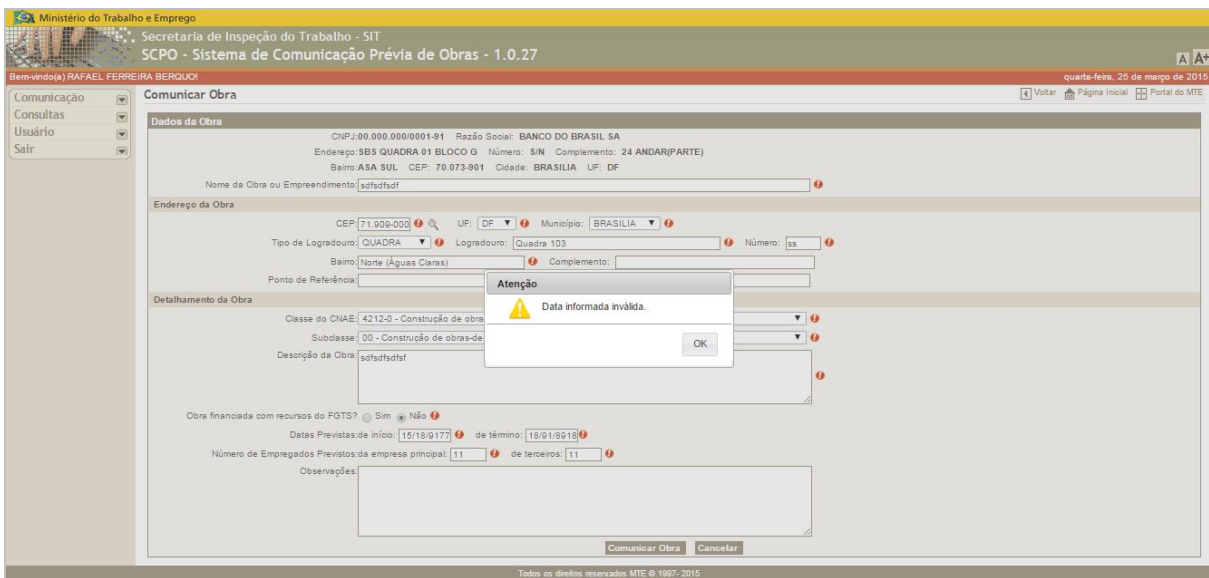 Ministério do Trabalho e Emprego
Secretaria de Inspeção do Trabalho - SIT
SCPO - Sistema de Comunicação Prévia de Obras - 1.0.27
A A+
Bem-vindo(a) RAFAEL FERREIRA BERQUO! quarta-feira, 25 de março de 2015
Comunicação
Consultas
Usuário
Sair
Comunicar Obra Voltar Página Inicial Portal do MTE
Dados da Obra
CNPJ:00.000.000/0001-91 Razão Social: BANCO DO BRASIL SA
Endereço:SBS QUADRA 01 BLOCO G Número: S/N Complemento: 24 ANDAR(PARTE)
Bairro:ASA SUL CEP: 70.073-901 Cidade: BRASILIA UF: DF
Nome da Obra ou Empreendimento: sdfsdfsdf
Endereço da Obra
CEP: 71.909-000 UF: DF Município: BRASILIA
Tipo de Logradouro: QUADRA Logradouro: Quadra 103 Número: ss
Bairro: Norte (Águas Claras) Complemento:
Ponto de Referência:
Atenção
Data informada inválida.
OK
Detalhamento da Obra
Classe do CNAE: 4212-0 - Construção de obra
Subclasse: 00 - Construção de obras-de
Descrição da Obra: sdfsdfsdfsf
Obra financiada com recursos do FGTS? Sim Não
Datas Previstas:de início: 15/18/9177 de término: 18/91/8918
Número de Empregados Previstos:da empresa principal: 11 de terceiros: 11
Observações:
Comunicar Obra Cancelar
Todos os direitos reservados MTE © 1997- 2015